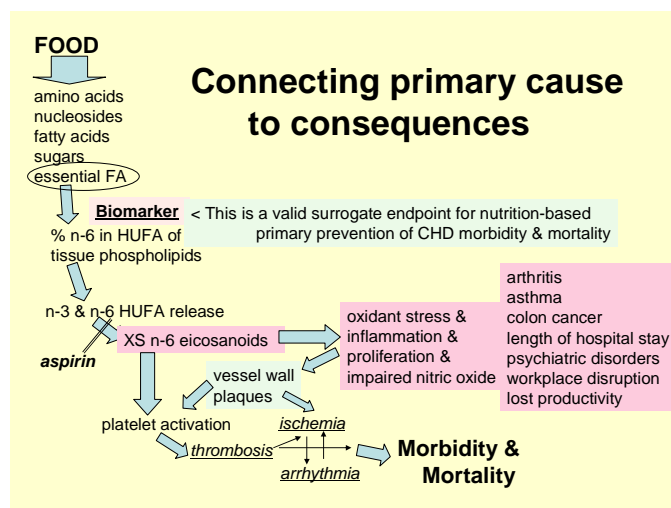 FOOD
Connecting primary cause
to consequences
amino acids
nucleosides
fatty acids
sugars
essential FA
Biomarker
< This is a valid surrogate endpoint for nutrition-based
primary prevention of CHD morbidity & mortality
% n-6 in HUFA of
tissue phospholipids
n-3 & n-6 HUFA release
aspirin
XS n-6 eicosanoids
oxidant stress &
inflammation &
proliferation &
impaired nitric oxide
arthritis
asthma
colon cancer
length of hospital stay
psychiatric disorders
workplace disruption
lost productivity
vessel wall
plaques
platelet activation
ischemia
thrombosis
arrhythmia
Morbidity &
Mortality